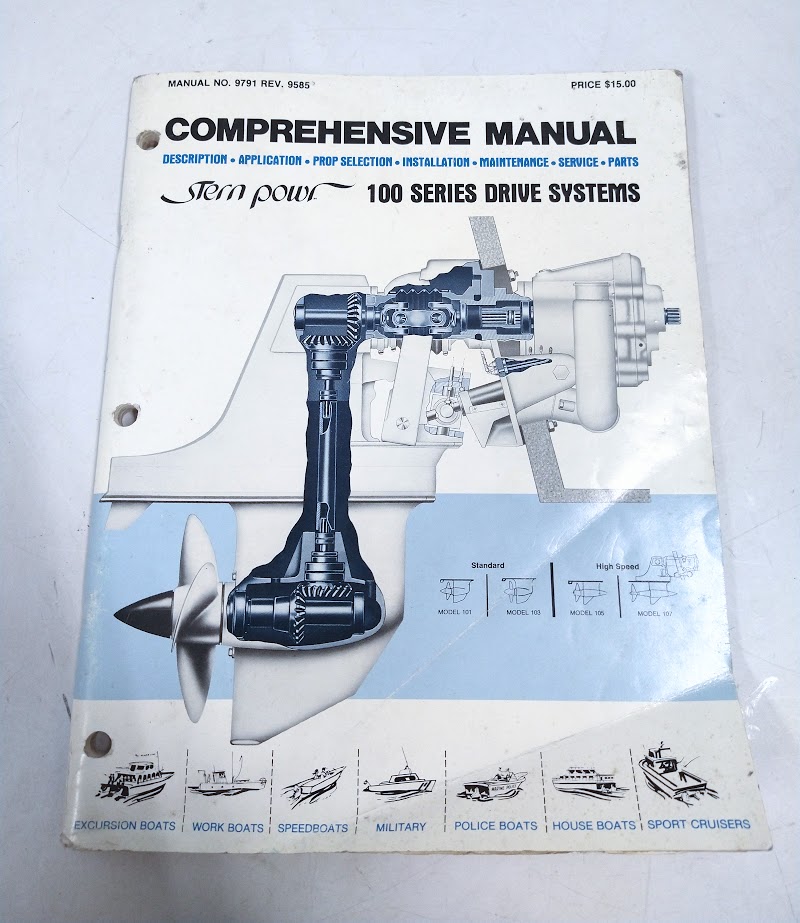 MANUAL NO. 9791 REV. 9585
PRICE $15.00
COMPREHENSIVE MANUAL
DESCRIPTION • APPLICATION • PROP SELECTION • INSTALLATION • MAINTENANCE • SERVICE • PARTS
Stern powr 100 SERIES DRIVE SYSTEMS
Standard
High Speed
MODEL 101
MODEL 103
MODEL 105
MODEL 107
EXCURSION BOATS
WORK BOATS
SPEEDBOATS
MILITARY
POLICE BOATS
HOUSE BOATS
SPORT CRUISERS